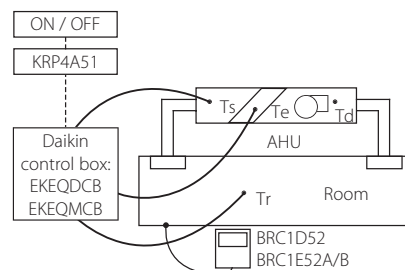 ON / OFF
KRP4A51
Ts
Te
Td
Daikin
control box:
EKEQDCB
EKEQMCB
AHU
Tr
Room
BRC1D52
BRC1E52A/B